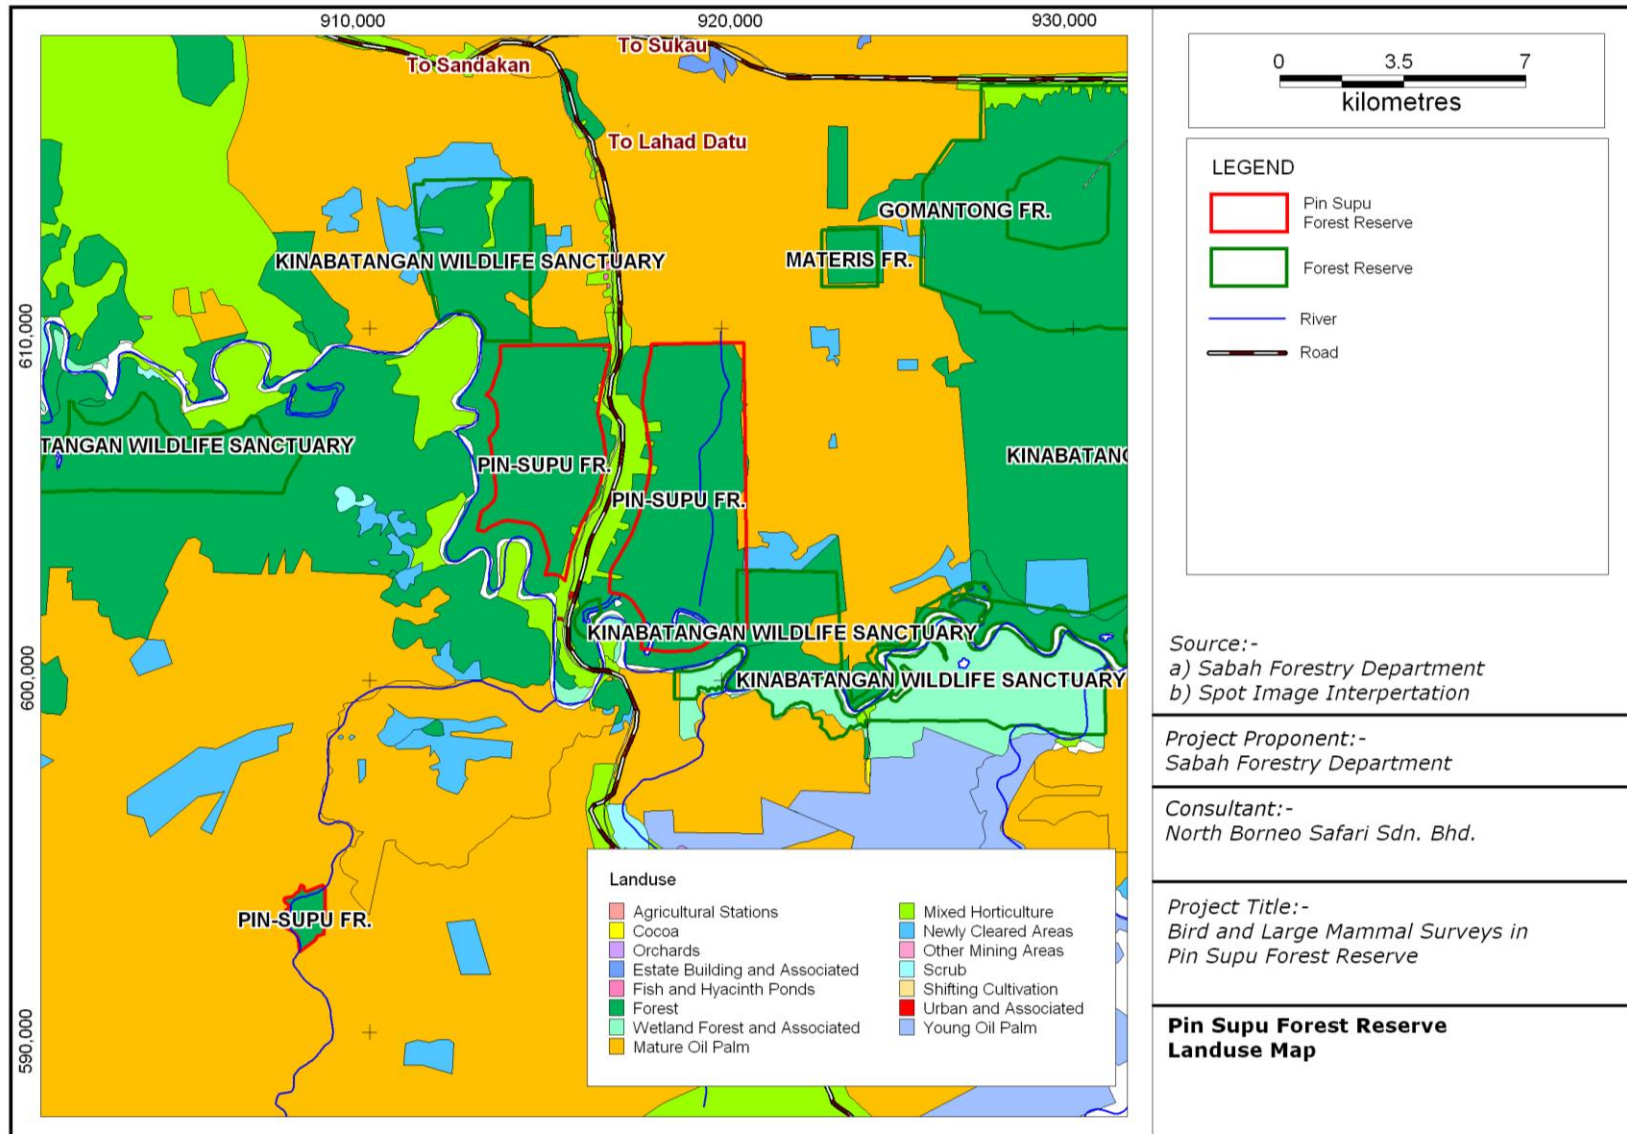 910,000
920,000
930,000
610,000
600,000
590,000
To Sandakan
To Sukau
To Lahad Datu
GOMANTONG FR.
KINABATANGAN WILDLIFE SANCTUARY
MATERIS FR.
TANGAN WILDLIFE SANCTUARY
KINABATANG
PIN-SUPU FR.
PIN-SUPU FR.
KINABATANGAN WILDLIFE SANCTUARY
KINABATANGAN WILDLIFE SANCTUARY
PIN-SUPU FR.
Landuse
Agricultural Stations
Cocoa
Orchards
Estate Building and Associated
Fish and Hyacinth Ponds
Forest
Wetland Forest and Associated
Mature Oil Palm
Mixed Horticulture
Newly Cleared Areas
Other Mining Areas
Scrub
Shifting Cultivation
Urban and Associated
Young Oil Palm
0 3.5 7
kilometres
LEGEND
Pin Supu
Forest Reserve
Forest Reserve
River
Road
Source:-
a) Sabah Forestry Department
b) Spot Image Interpertation
Project Proponent:-
Sabah Forestry Department
Consultant:-
North Borneo Safari Sdn. Bhd.
Project Title:-
Bird and Large Mammal Surveys in
Pin Supu Forest Reserve
Pin Supu Forest Reserve
Landuse Map